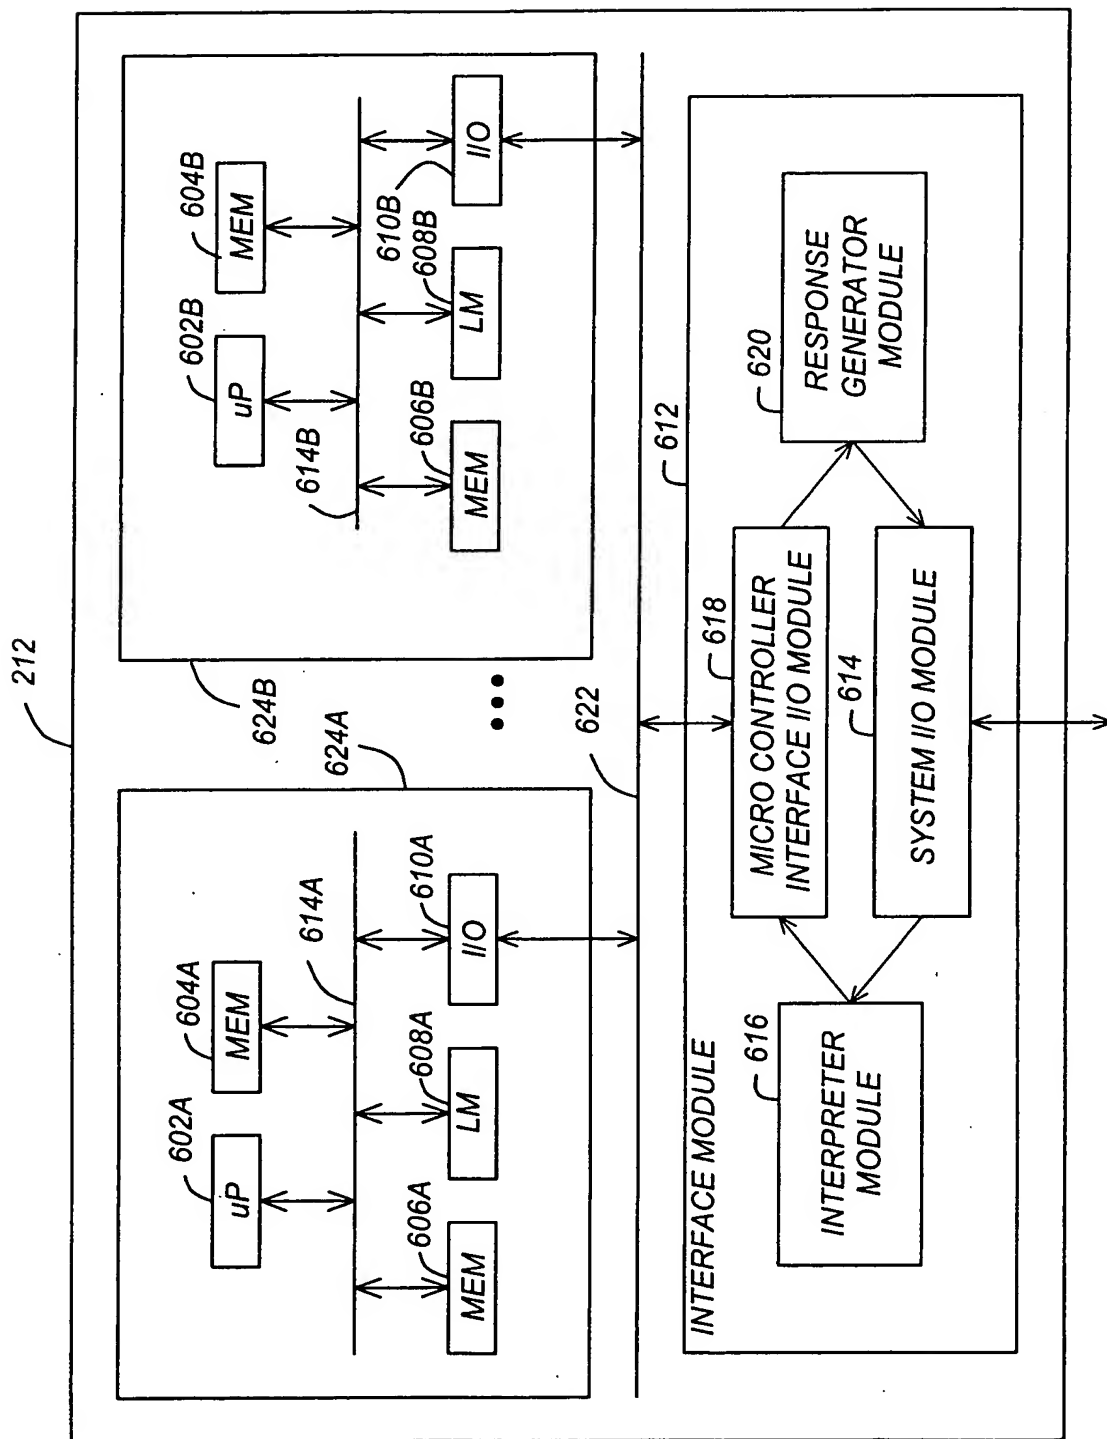 212
624A
624B
602A
uP
604A
MEM
614A
606A
MEM
608A
LM
610A
I/O
602B
uP
604B
MEM
614B
606B
MEM
608B
LM
610B
I/O
622
612
INTERFACE MODULE
616
INTERPRETER
MODULE
618
MICRO CONTROLLER
INTERFACE I/O MODULE
614
SYSTEM I/O MODULE
620
RESPONSE
GENERATOR
MODULE